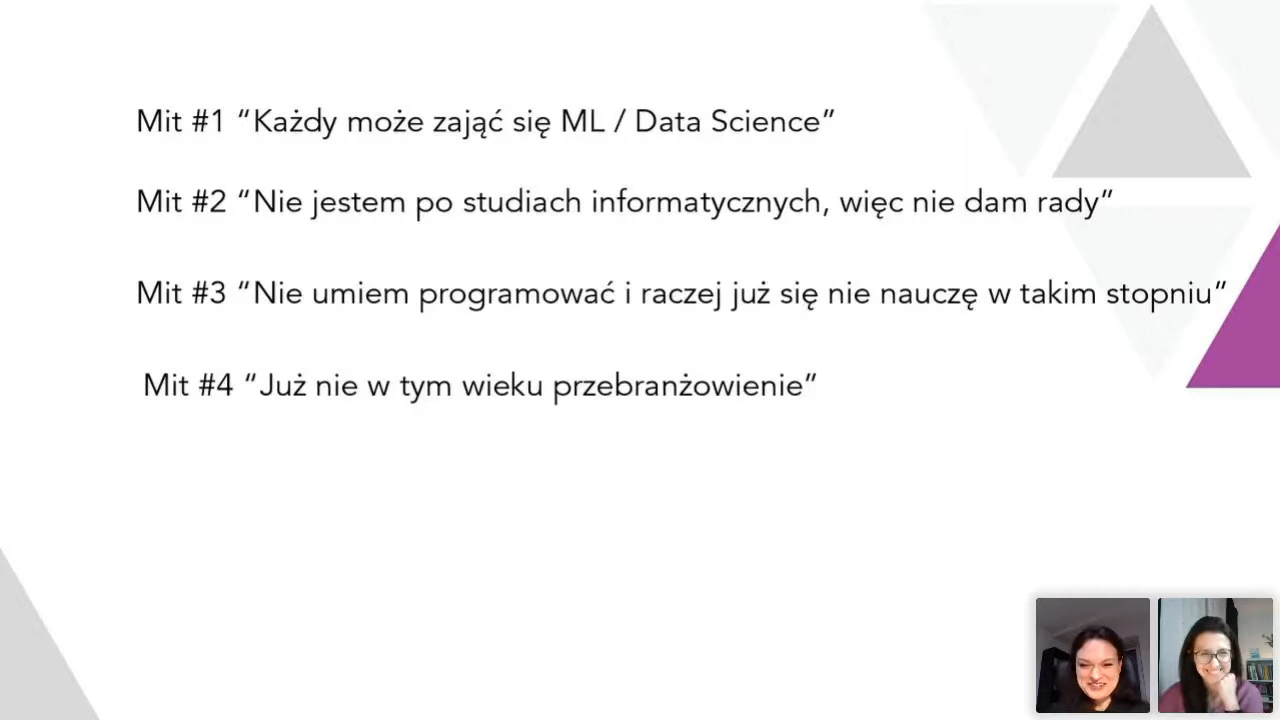 Mit #1 “Każdy może zająć się ML / Data Science”
Mit #2 “Nie jestem po studiach informatycznych, więc nie dam rady”
Mit #3 “Nie umiem programować i raczej już się nie nauczę w takim stopniu”
Mit #4 “Już nie w tym wieku przebranżowienie”